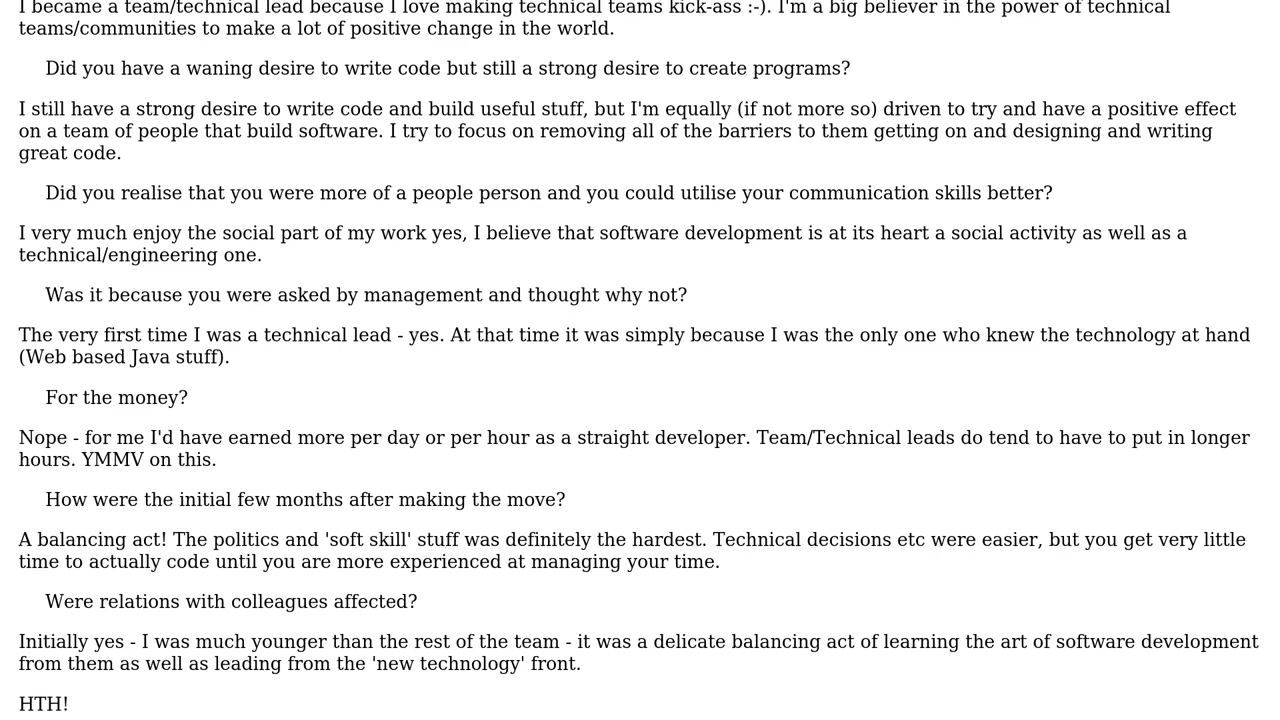 I became a team/technical lead because I love making technical teams kick-ass :-). I'm a big believer in the power of technical
teams/communities to make a lot of positive change in the world.
Did you have a waning desire to write code but still a strong desire to create programs?
I still have a strong desire to write code and build useful stuff, but I'm equally (if not more so) driven to try and have a positive effect
on a team of people that build software. I try to focus on removing all of the barriers to them getting on and designing and writing
great code.
Did you realise that you were more of a people person and you could utilise your communication skills better?
I very much enjoy the social part of my work yes, I believe that software development is at its heart a social activity as well as a
technical/engineering one.
Was it because you were asked by management and thought why not?
The very first time I was a technical lead - yes. At that time it was simply because I was the only one who knew the technology at hand
(Web based Java stuff).
For the money?
Nope - for me I'd have earned more per day or per hour as a straight developer. Team/Technical leads do tend to have to put in longer
hours. YMMV on this.
How were the initial few months after making the move?
A balancing act! The politics and 'soft skill' stuff was definitely the hardest. Technical decisions etc were easier, but you get very little
time to actually code until you are more experienced at managing your time.
Were relations with colleagues affected?
Initially yes - I was much younger than the rest of the team - it was a delicate balancing act of learning the art of software development
from them as well as leading from the 'new technology' front.
HTH!